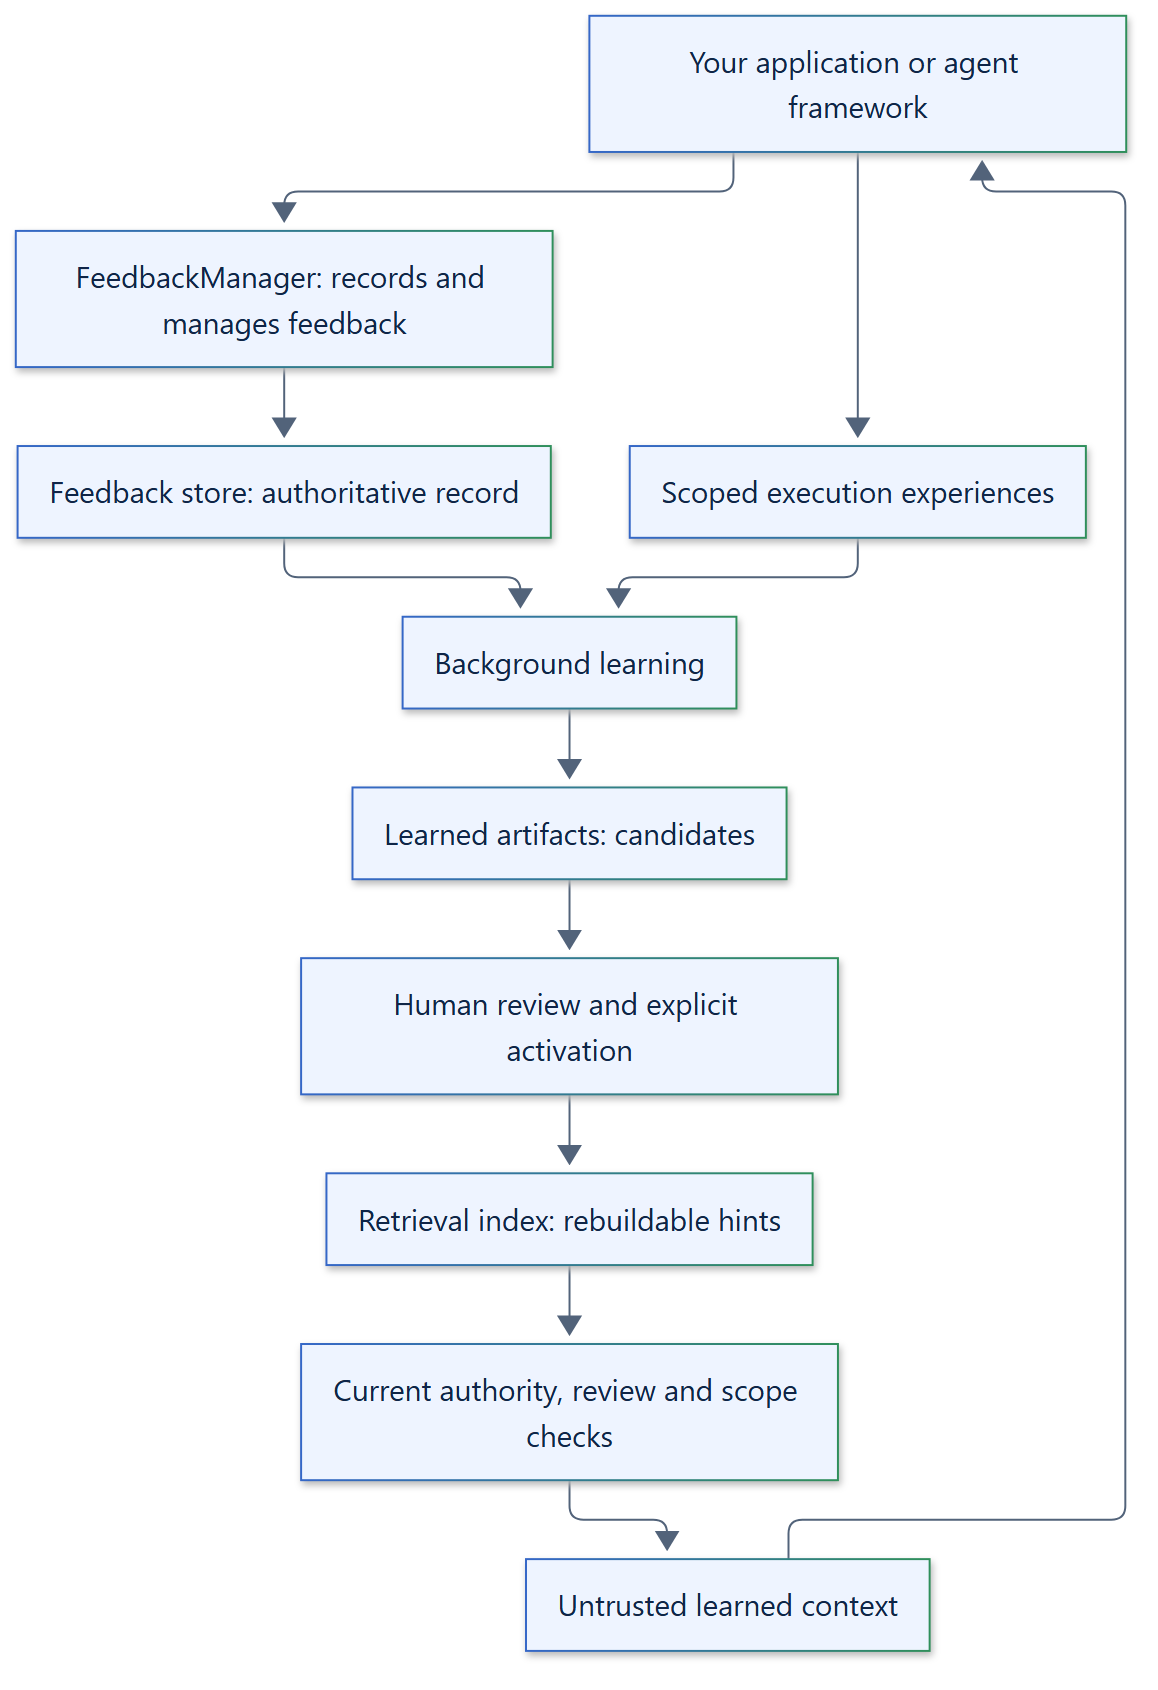 Your application or agent
framework
FeedbackManager: records and
manages feedback
Feedback store: authoritative record
Scoped execution experiences
Background learning
Learned artifacts: candidates
Human review and explicit
activation
Retrieval index: rebuildable hints
Current authority, review and scope
checks
Untrusted learned context